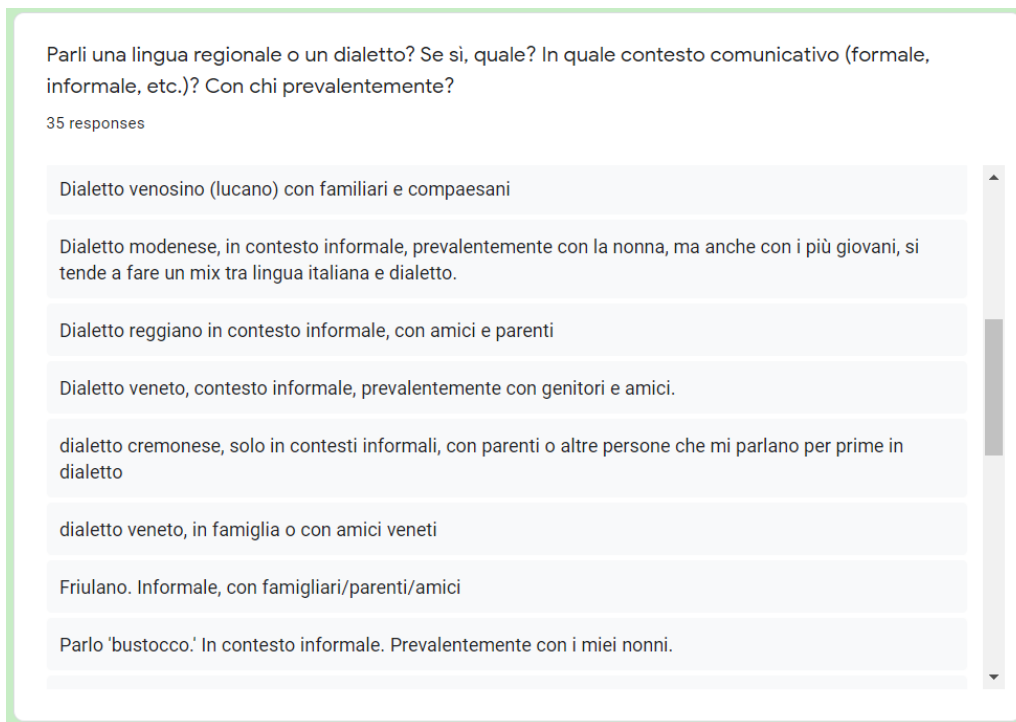 Parli una lingua regionale o un dialetto? Se sì, quale? In quale contesto comunicativo (formale,
informale, etc.)? Con chi prevalentemente?
35 responses
Dialetto venosino (lucano) con familiari e compaesani
Dialetto modenese, in contesto informale, prevalentemente con la nonna, ma anche con i più giovani, si
tende a fare un mix tra lingua italiana e dialetto.
Dialetto reggiano in contesto informale, con amici e parenti
Dialetto veneto, contesto informale, prevalentemente con genitori e amici.
dialetto cremonese, solo in contesti informali, con parenti o altre persone che mi parlano per prime in
dialetto
dialetto veneto, in famiglia o con amici veneti
Friulano. Informale, con famigliari/parenti/amici
Parlo 'bustocco.' In contesto informale. Prevalentemente con i miei nonni.